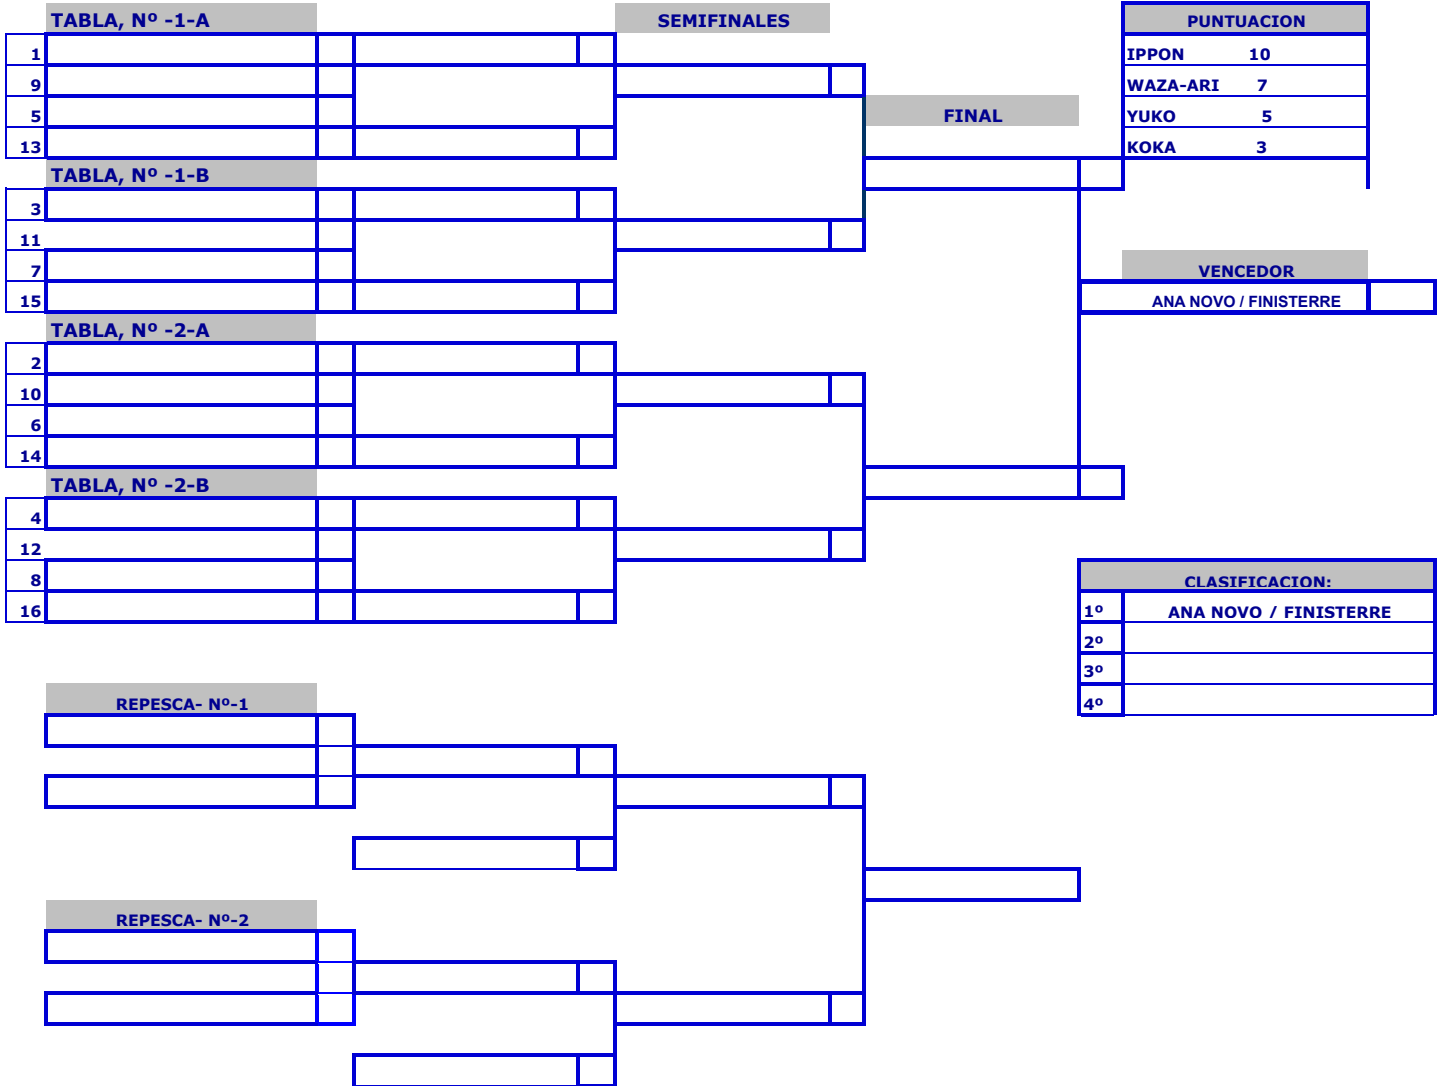 TABLA, Nº -1-A
SEMIFINALES
PUNTUACION
1
IPPON 10
9
WAZA-ARI 7
5
FINAL
YUKO 5
13
KOKA 3
TABLA, Nº -1-B
3
11
7
VENCEDOR
15
ANA NOVO / FINISTERRE
TABLA, Nº -2-A
2
10
6
14
TABLA, Nº -2-B
4
12
8
CLASIFICACION:
16
1º ANA NOVO / FINISTERRE
2º
3º
4º
REPESCA- Nº-1
REPESCA- Nº-2